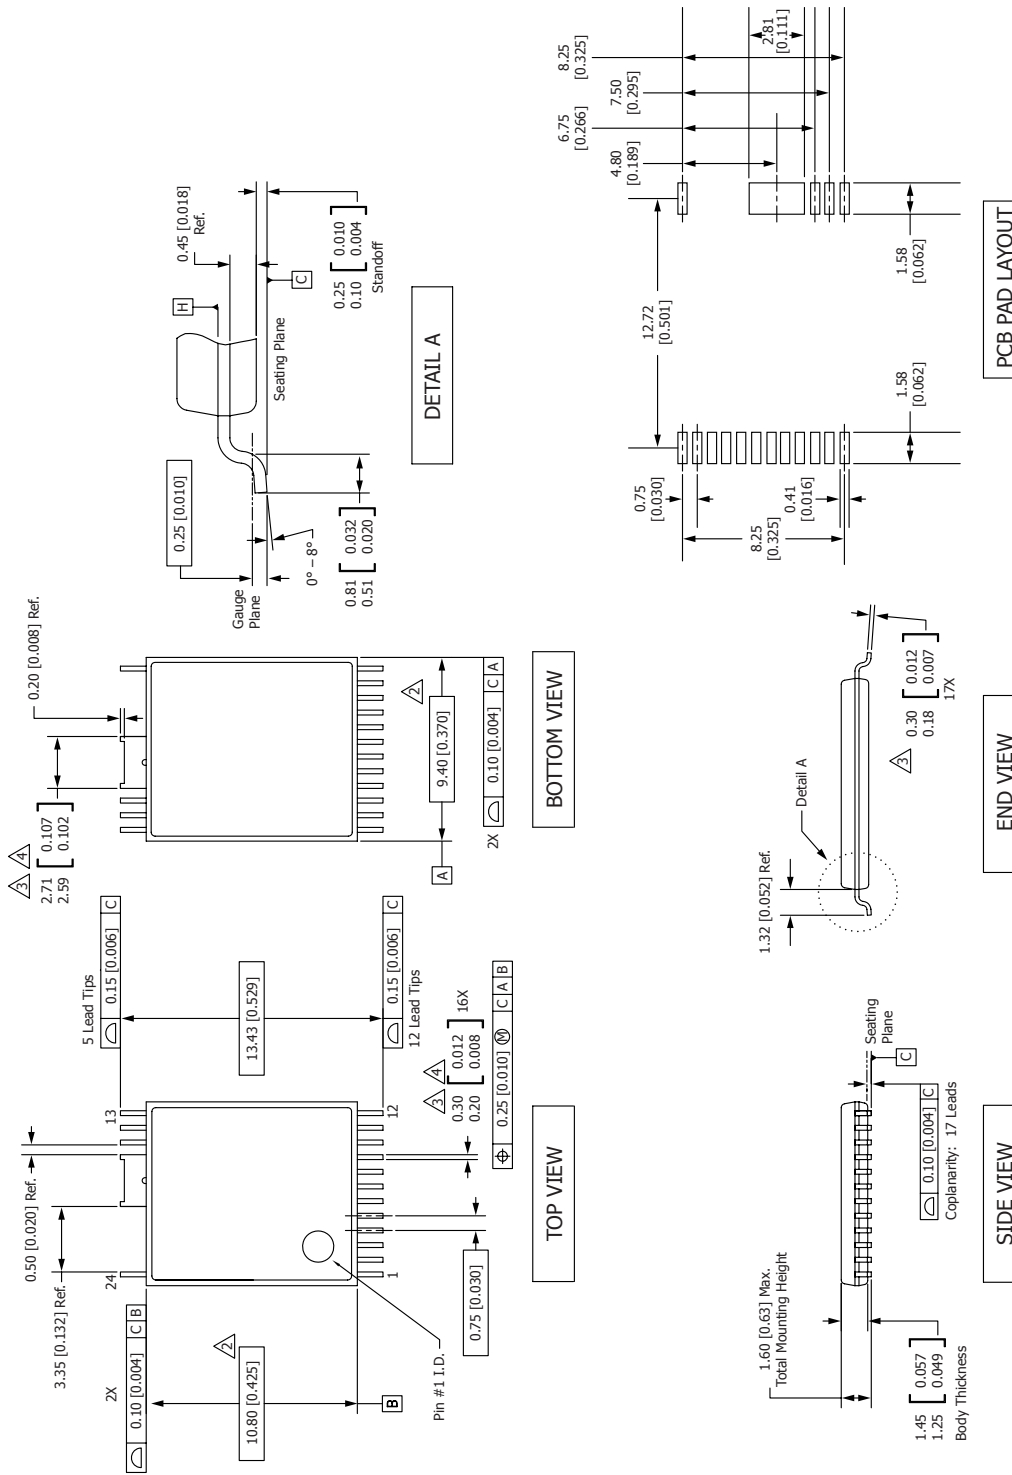 TOP VIEW
2X
0.10 [0.004] C B
10.80 [0.425]
2
B
Pin #1 I.D.
3.35 [0.132] Ref.
0.50 [0.020] Ref.
24
13
1
12
0.75 [0.030]
5 Lead Tips
0.15 [0.006] C
13.43 [0.529]
0.15 [0.006] C
12 Lead Tips
3 4
0.30 [0.012]
0.20 [0.008] 16X
0.25 [0.010] Ⓜ C A B
BOTTOM VIEW
3 4
2.71 [0.107]
2.59 [0.102]
0.20 [0.008] Ref.
2
9.40 [0.370]
A
2X
0.10 [0.004] C A
DETAIL A
Gauge
Plane
0.25 [0.010]
0° – 8°
0.81 [0.032]
0.51 [0.020]
H
0.45 [0.018]
Ref.
Seating Plane
C
0.25 [0.010]
0.10 [0.004]
Standoff
SIDE VIEW
1.60 [0.63] Max.
Total Mounting Height
1.45 [0.057]
1.25 [0.049]
Body Thickness
Seating
Plane
C
0.10 [0.004] C
Coplanarity: 17 Leads
END VIEW
1.32 [0.052] Ref.
Detail A
3
0.30 [0.012]
0.18 [0.007]
17X
PCB PAD LAYOUT
0.75
[0.030]
8.25
[0.325]
0.41
[0.016]
1.58
[0.062]
12.72
[0.501]
1.58
[0.062]
4.80
[0.189]
6.75
[0.266]
7.50
[0.295]
8.25
[0.325]
2.81
[0.111]